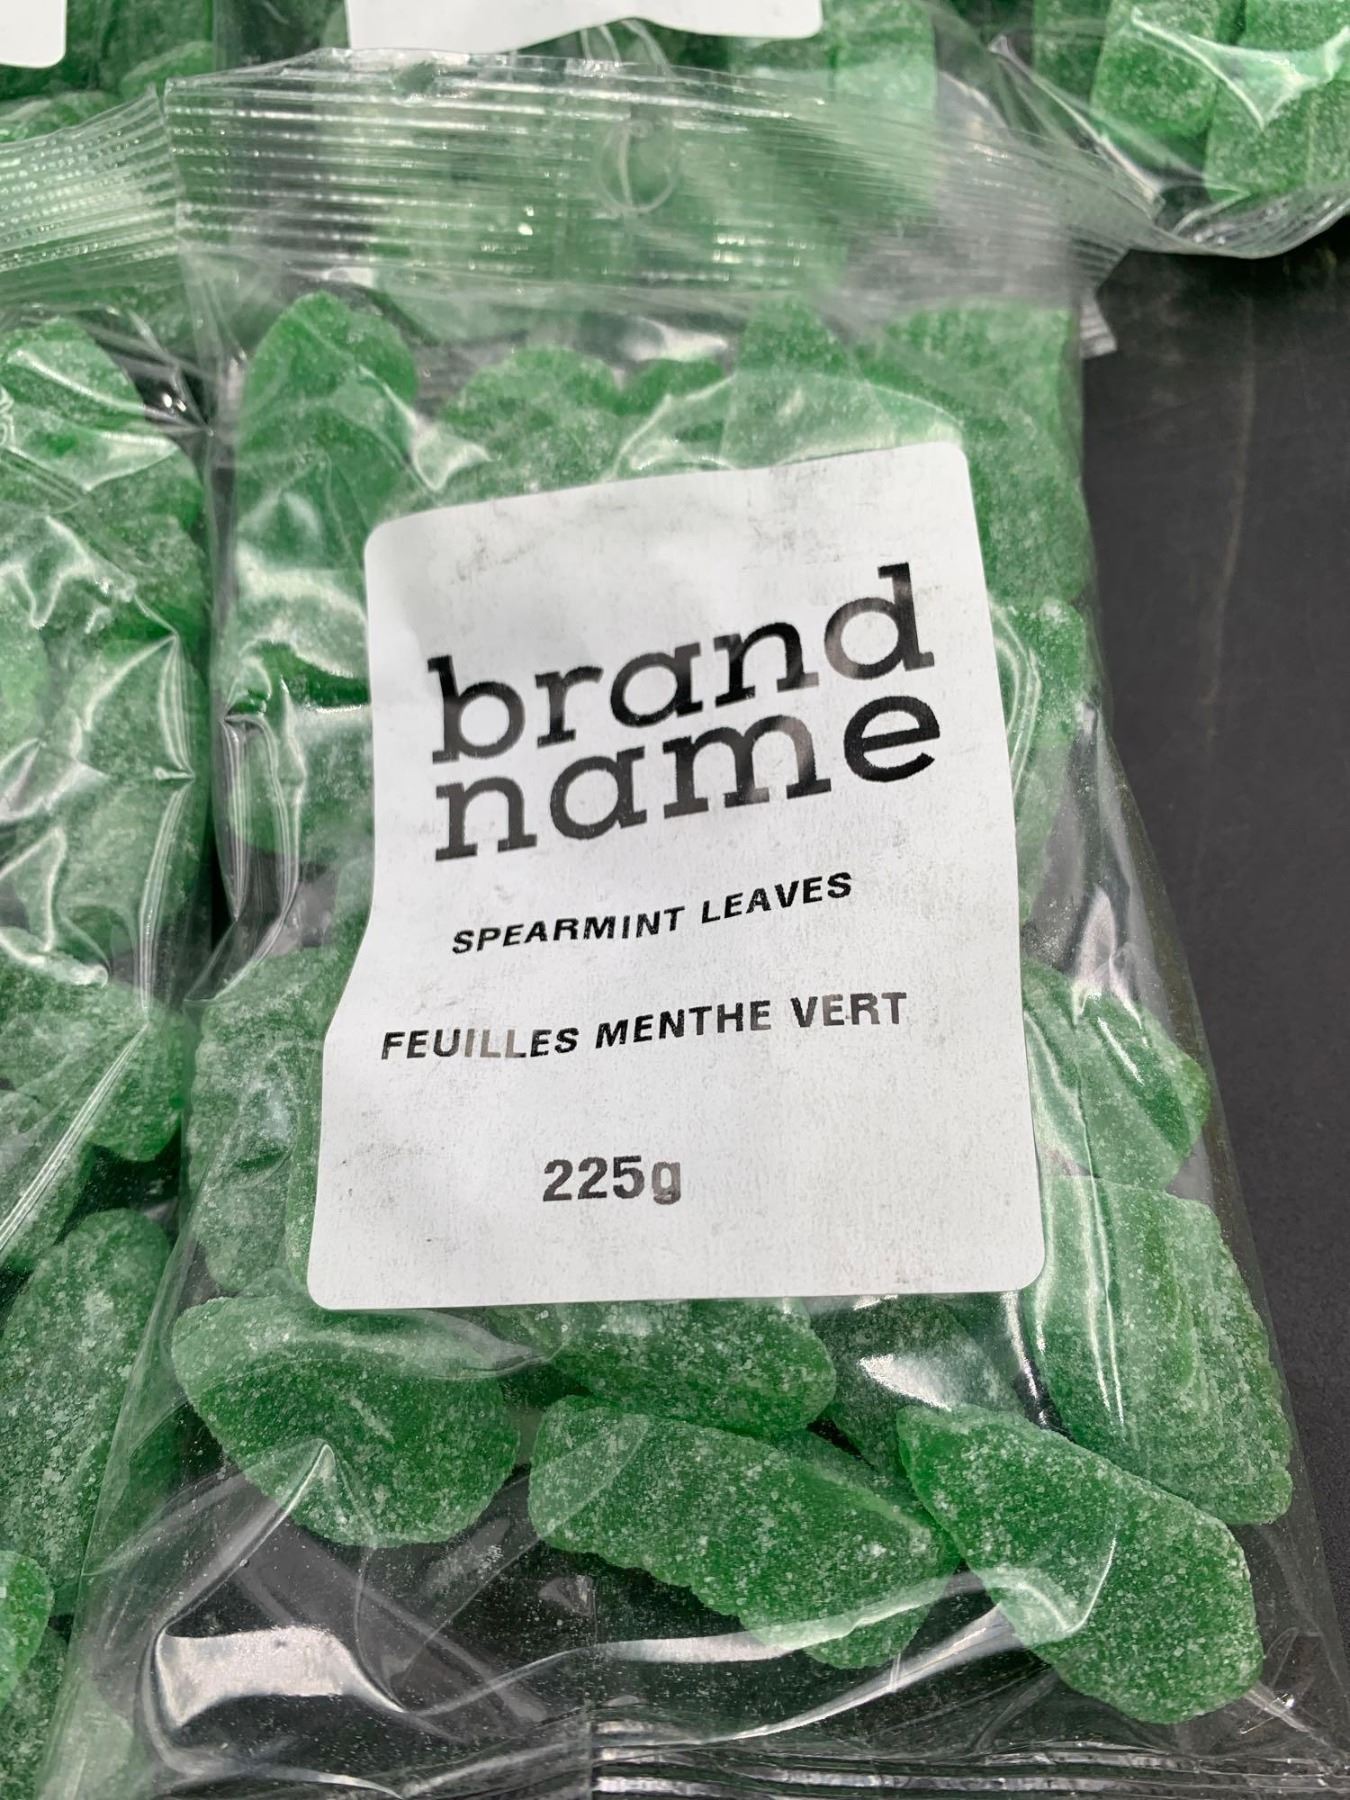 brand
name
SPEARMINT LEAVES
FEUILLES MENTHE VERT
225g